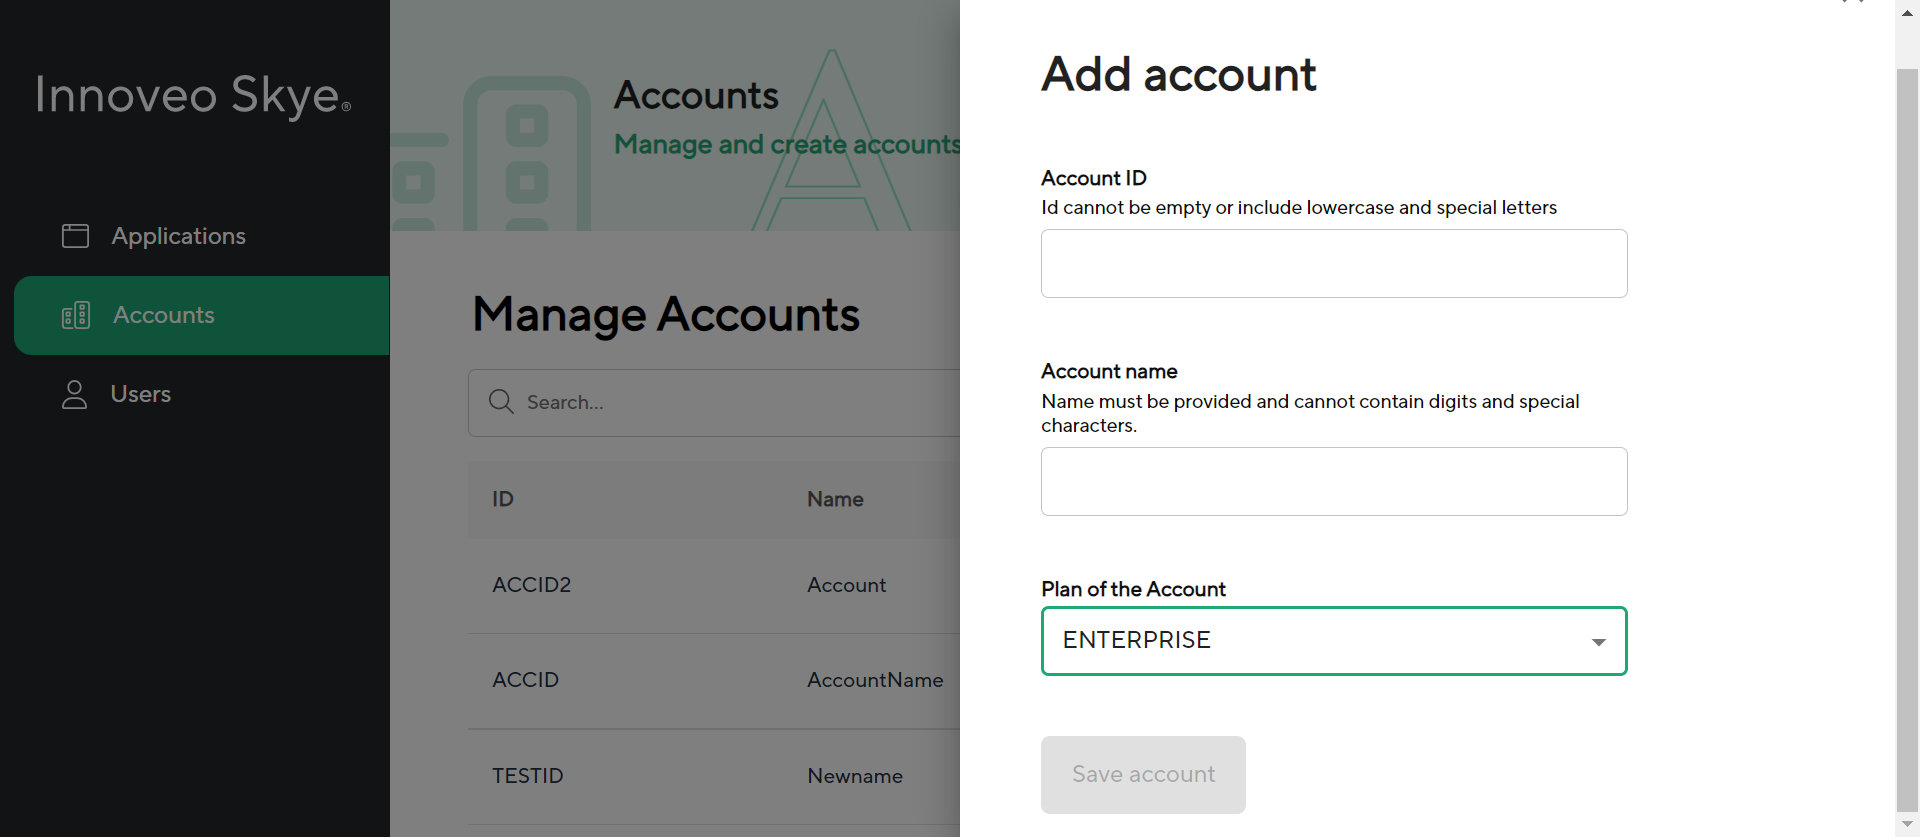 Innoveo Skye®
Applications
Accounts
Users
Accounts
Manage and create accounts
Manage Accounts
Search...
ID Name
ACCID2 Account
ACCID AccountName
TESTID Newname
Add account
Account ID
Id cannot be empty or include lowercase and special letters
Account name
Name must be provided and cannot contain digits and special
characters.
Plan of the Account
ENTERPRISE
Save account